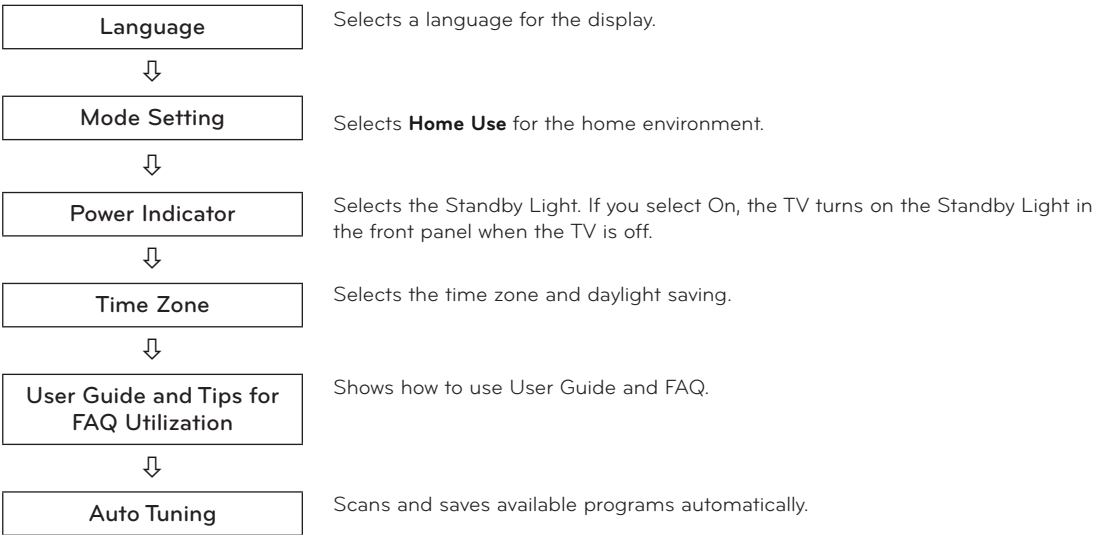 Language
Selects a language for the display.
Mode Setting
Selects Home Use for the home environment.
Power Indicator
Selects the Standby Light. If you select On, the TV turns on the Standby Light in
the front panel when the TV is off.
Time Zone
Selects the time zone and daylight saving.
User Guide and Tips for
FAQ Utilization
Shows how to use User Guide and FAQ.
Auto Tuning
Scans and saves available programs automatically.